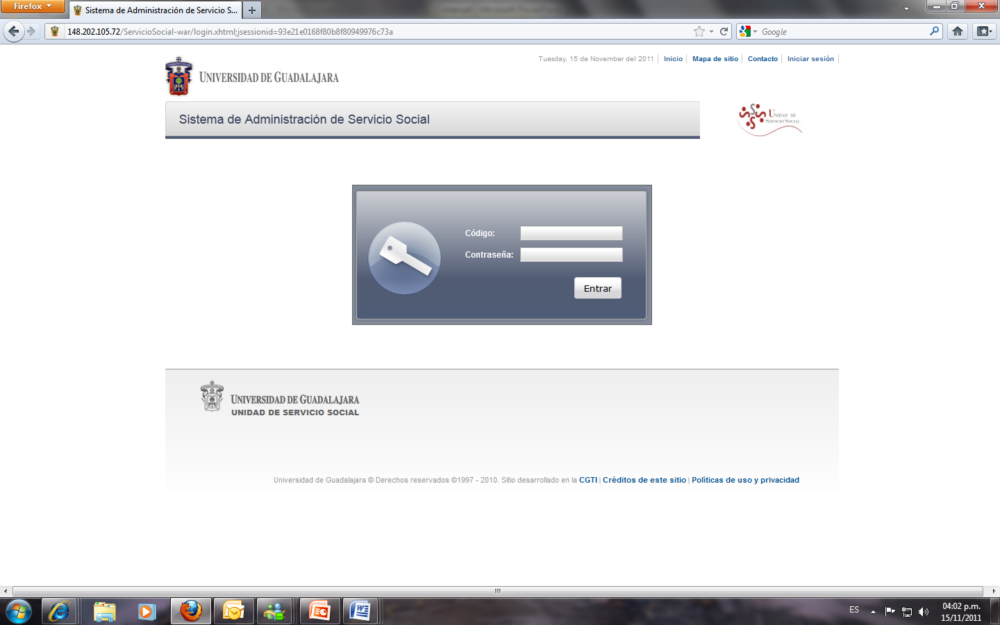 Firefox
Sistema de Administración de Servicio S...
148.202.105.72/ServicioSocial-war/login.xhtml;jsessionid=93e21e0168f80b8f80949976c73a
Google
Tuesday, 15 de November del 2011
Inicio
Mapa de sitio
Contacto
Iniciar sesión
UNIVERSIDAD DE GUADALAJARA
Sistema de Administración de Servicio Social
UNIDAD DE
SERVICIO SOCIAL
Código:
Contraseña:
Entrar
UNIVERSIDAD DE GUADALAJARA
UNIDAD DE SERVICIO SOCIAL
Universidad de Guadalajara © Derechos reservados ©1997 - 2010. Sitio desarrollado en la CGTI | Créditos de este sitio | Políticas de uso y privacidad
ES
04:02 p.m.
15/11/2011